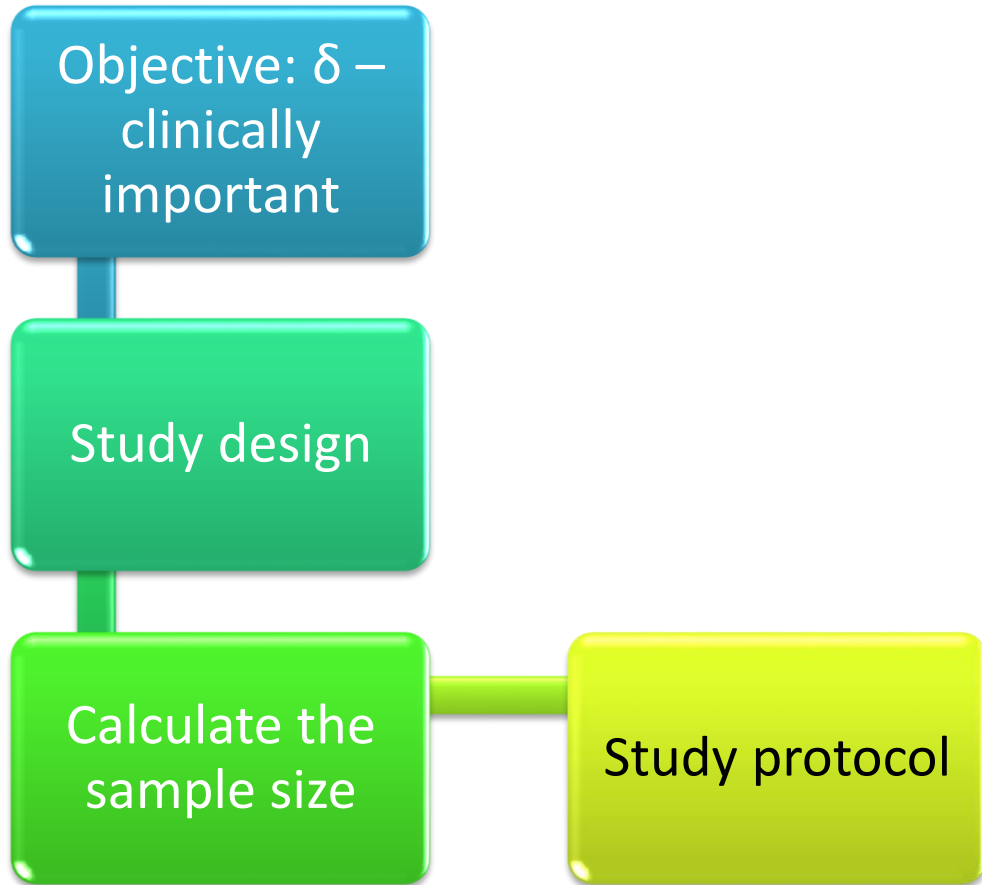 Objective: δ –
clinically
important
Study design
Calculate the
sample size
Study protocol